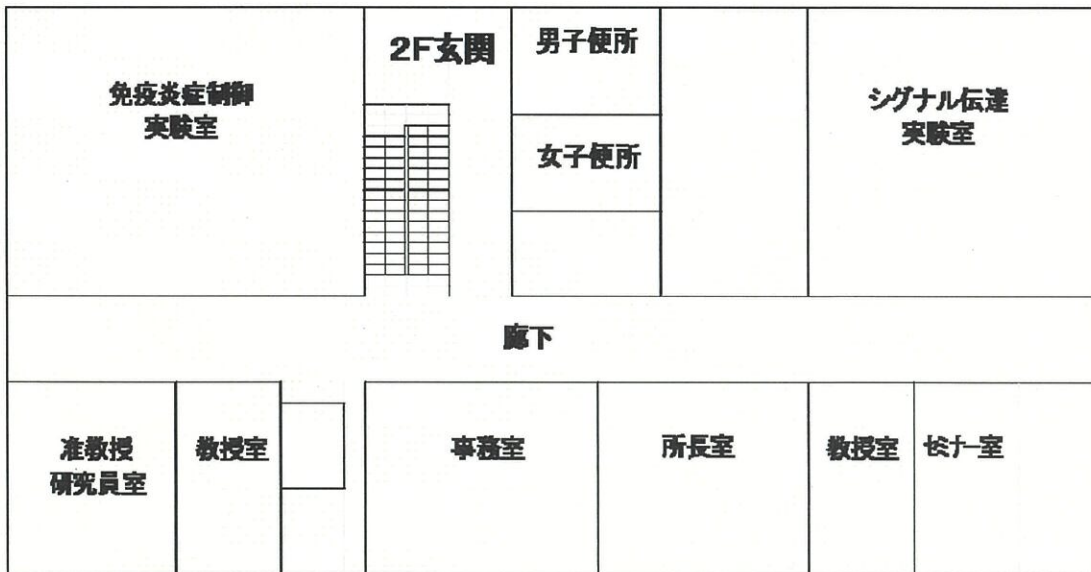 2F玄関
男子便所
免疫炎症制御
実験室
シグナル伝達
実験室
女子便所
廊下
准教授
研究員室
教授室
事務室
所長室
教授室
セミナー室